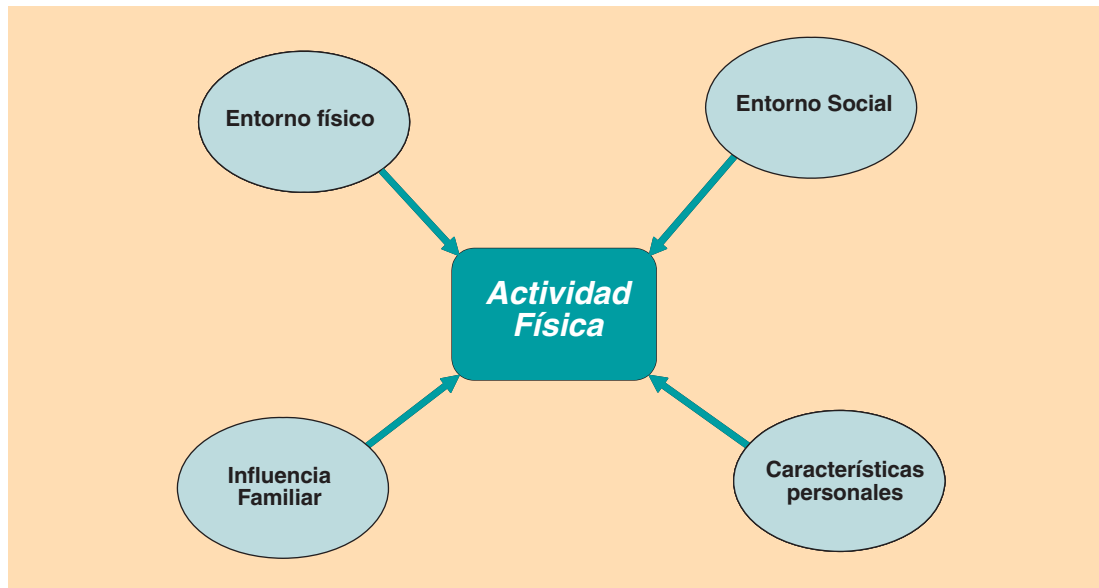 Entorno físico
Entorno Social
Actividad
Física
Influencia
Familiar
Características
personales